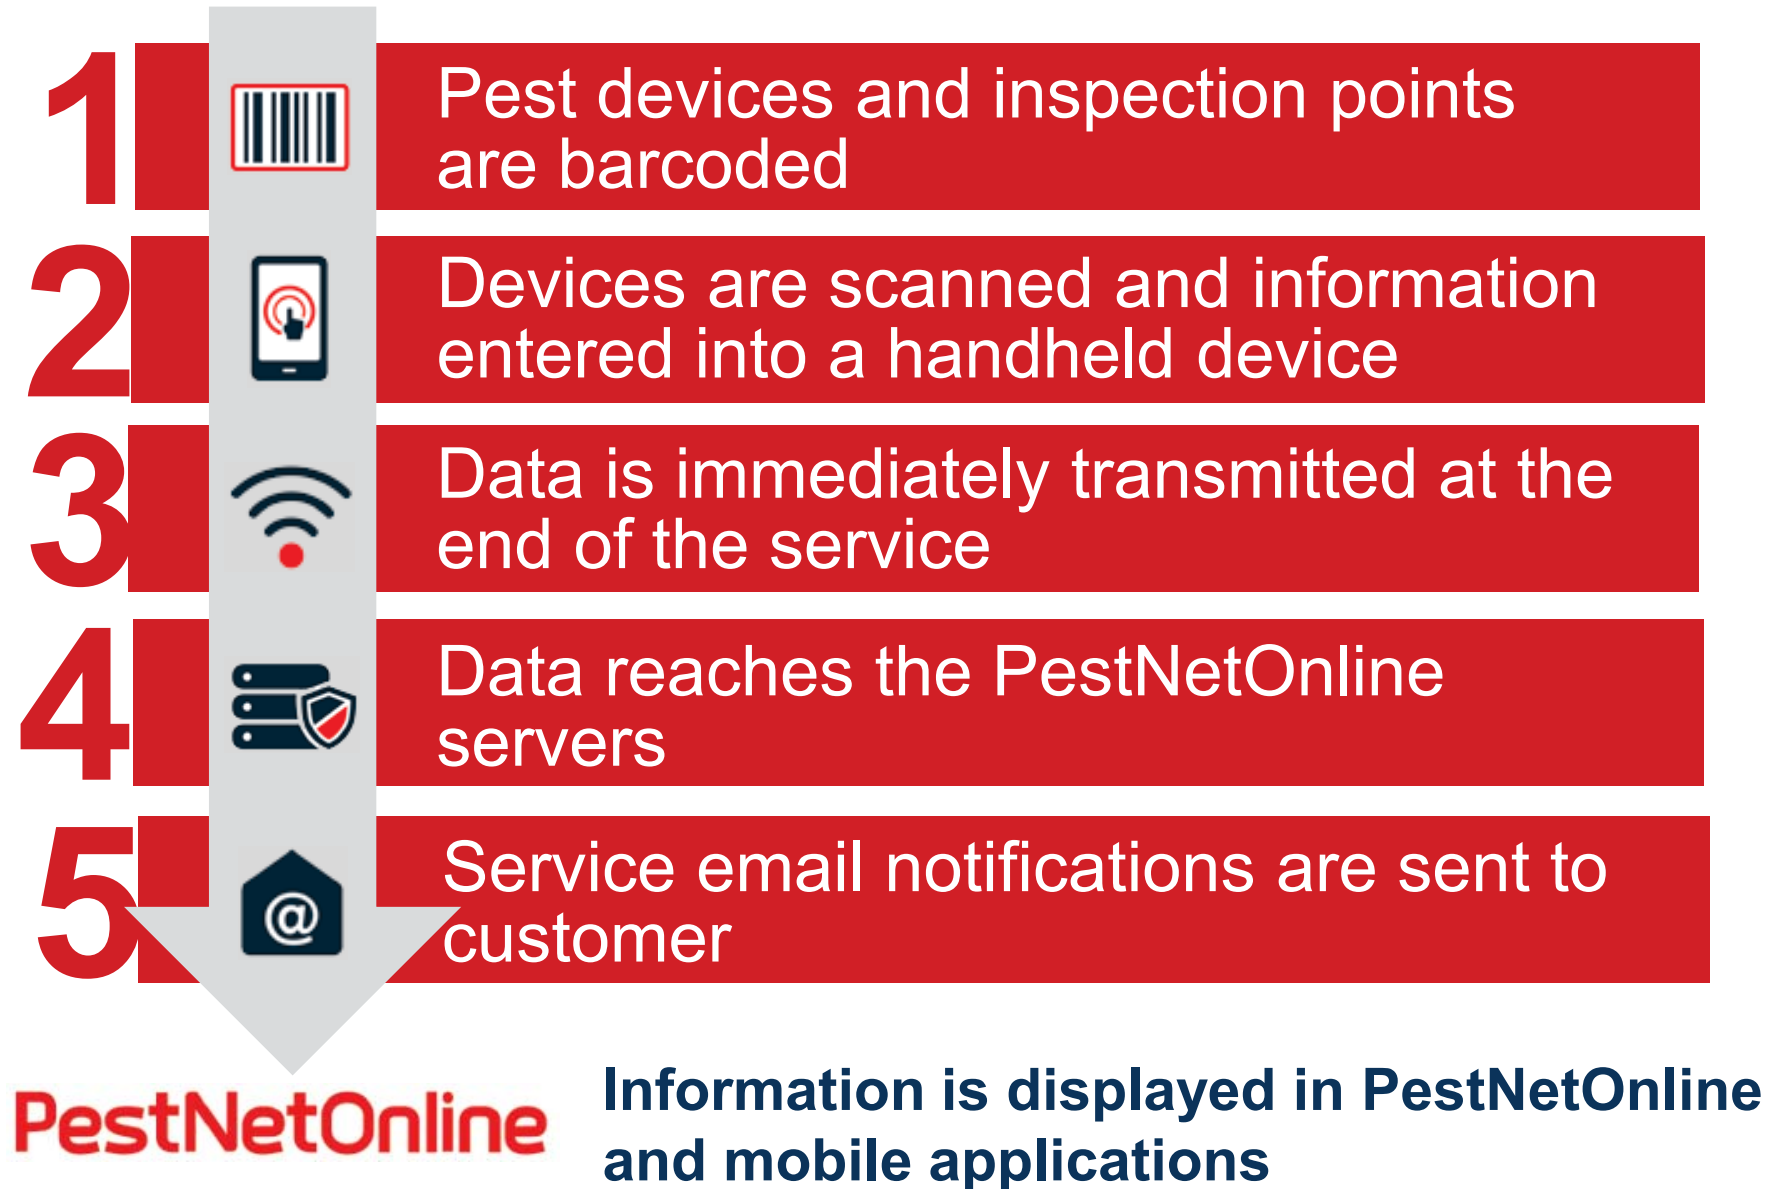 1
Pest devices and inspection points
are barcoded
2
Devices are scanned and information
entered into a handheld device
3
Data is immediately transmitted at the
end of the service
4
Data reaches the PestNetOnline
servers
5
Service email notifications are sent to
customer
@
PestNetOnline
Information is displayed in PestNetOnline
and mobile applications